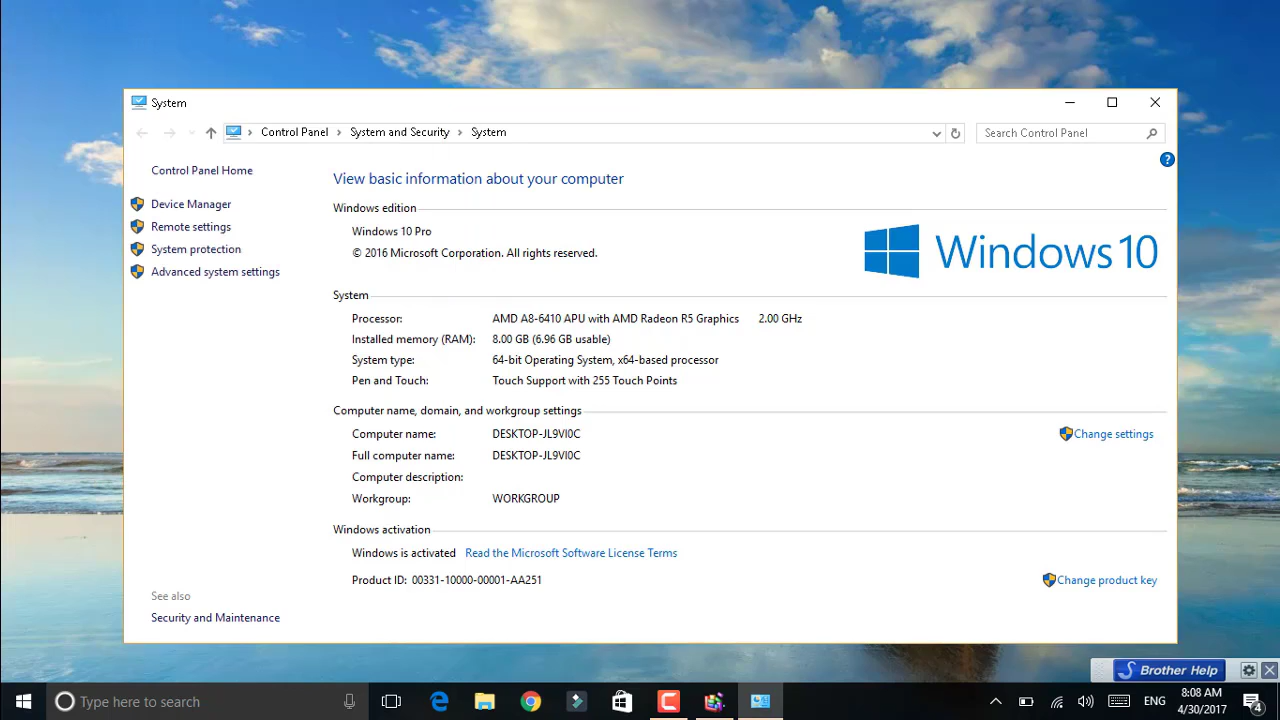 System
Control Panel > System and Security > System
Search Control Panel
Control Panel Home
Device Manager
Remote settings
System protection
Advanced system settings
See also
Security and Maintenance
View basic information about your computer
Windows edition
Windows 10 Pro
© 2016 Microsoft Corporation. All rights reserved.
Windows 10
System
Processor: AMD A8-6410 APU with AMD Radeon R5 Graphics 2.00 GHz
Installed memory (RAM): 8.00 GB (6.96 GB usable)
System type: 64-bit Operating System, x64-based processor
Pen and Touch: Touch Support with 255 Touch Points
Computer name, domain, and workgroup settings
Computer name: DESKTOP-JL9VI0C Change settings
Full computer name: DESKTOP-JL9VI0C
Computer description:
Workgroup: WORKGROUP
Windows activation
Windows is activated Read the Microsoft Software License Terms
Product ID: 00331-10000-00001-AA251 Change product key
Brother Help
Type here to search
ENG
8:08 AM
4/30/2017
4